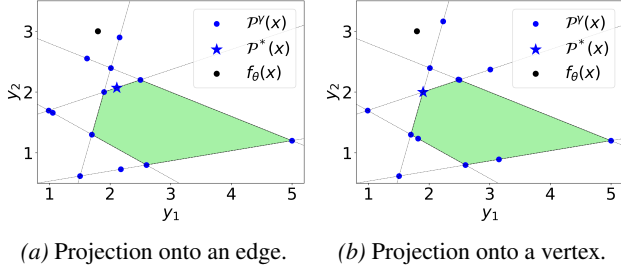 3
2
1
y₂
1 2 3 4 5
y₁
𝒫^γ(x)
𝒫^*(x)
f_θ(x)
3
2
1
y₂
1 2 3 4 5
y₁
𝒫^γ(x)
𝒫^*(x)
f_θ(x)
(a) Projection onto an edge.
(b) Projection onto a vertex.